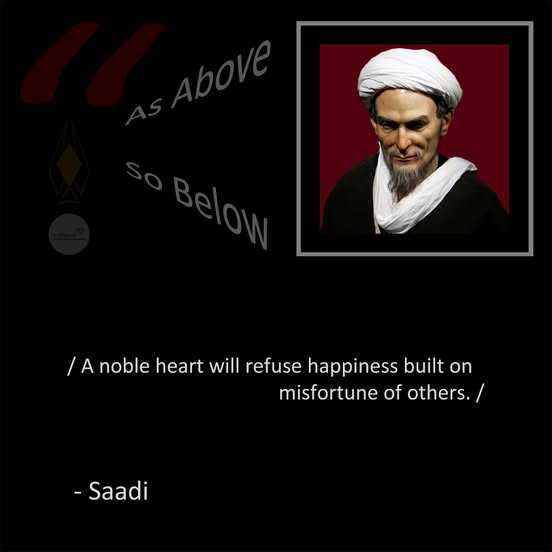 As Above
So Below
/ A noble heart will refuse happiness built on
misfortune of others. /
- Saadi